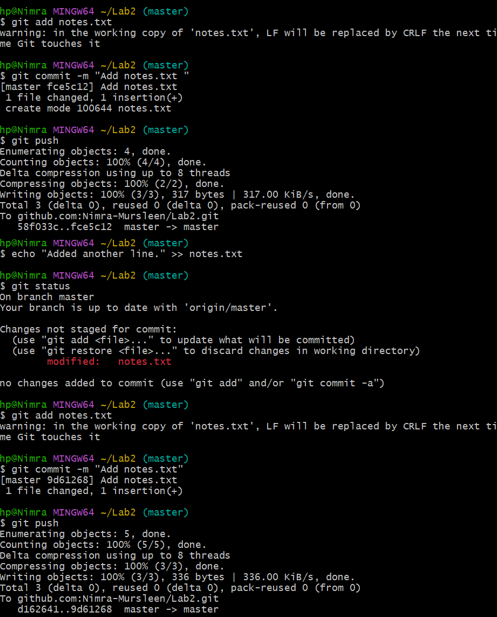 hp@Nimra MINGW64 ~/Lab2 (master)
$ git add notes.txt
warning: in the working copy of 'notes.txt', LF will be replaced by CRLF the next ti
me Git touches it

hp@Nimra MINGW64 ~/Lab2 (master)
$ git commit -m "Add notes.txt "
[master fce5c12] Add notes.txt
 1 file changed, 1 insertion(+)
 create mode 100644 notes.txt

hp@Nimra MINGW64 ~/Lab2 (master)
$ git push
Enumerating objects: 4, done.
Counting objects: 100% (4/4), done.
Delta compression using up to 8 threads
Compressing objects: 100% (2/2), done.
Writing objects: 100% (3/3), 317 bytes | 317.00 KiB/s, done.
Total 3 (delta 0), reused 0 (delta 0), pack-reused 0 (from 0)
To github.com:Nimra-Mursleen/Lab2.git
   58f033c..fce5c12  master -> master

hp@Nimra MINGW64 ~/Lab2 (master)
$ echo "Added another line." >> notes.txt

hp@Nimra MINGW64 ~/Lab2 (master)
$ git status
On branch master
Your branch is up to date with 'origin/master'.

Changes not staged for commit:
  (use "git add <file>..." to update what will be committed)
  (use "git restore <file>..." to discard changes in working directory)
        modified:   notes.txt

no changes added to commit (use "git add" and/or "git commit -a")

hp@Nimra MINGW64 ~/Lab2 (master)
$ git add notes.txt
warning: in the working copy of 'notes.txt', LF will be replaced by CRLF the next ti
me Git touches it

hp@Nimra MINGW64 ~/Lab2 (master)
$ git commit -m "Add notes.txt"
[master 9d61268] Add notes.txt
 1 file changed, 1 insertion(+)

hp@Nimra MINGW64 ~/Lab2 (master)
$ git push
Enumerating objects: 5, done.
Counting objects: 100% (5/5), done.
Delta compression using up to 8 threads
Compressing objects: 100% (3/3), done.
Writing objects: 100% (3/3), 336 bytes | 336.00 KiB/s, done.
Total 3 (delta 0), reused 0 (delta 0), pack-reused 0 (from 0)
To github.com:Nimra-Mursleen/Lab2.git
   d162641..9d61268  master -> master